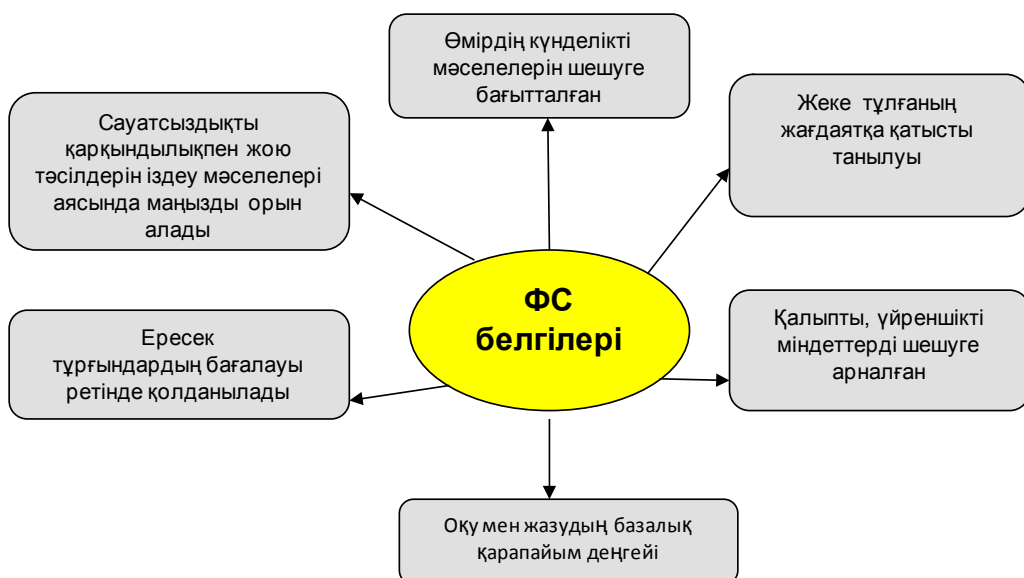 Өмірдің күнделікті
мәселелерін шешуге
бағытталған
Сауатсыздықты
қарқындылықпен жою
тәсілдерін іздеу мәселелері
аясында маңызды орын
алады
Жеке тұлғаның
жағдаятқа қатысты
танылуы
ФС
белгілері
Ересек
тұрғындардың бағалауы
ретінде қолданылады
Қалыпты, үйреншікті
міндеттерді шешуге
арналған
Оқу мен жазудың базалық
қарапайым деңгейі